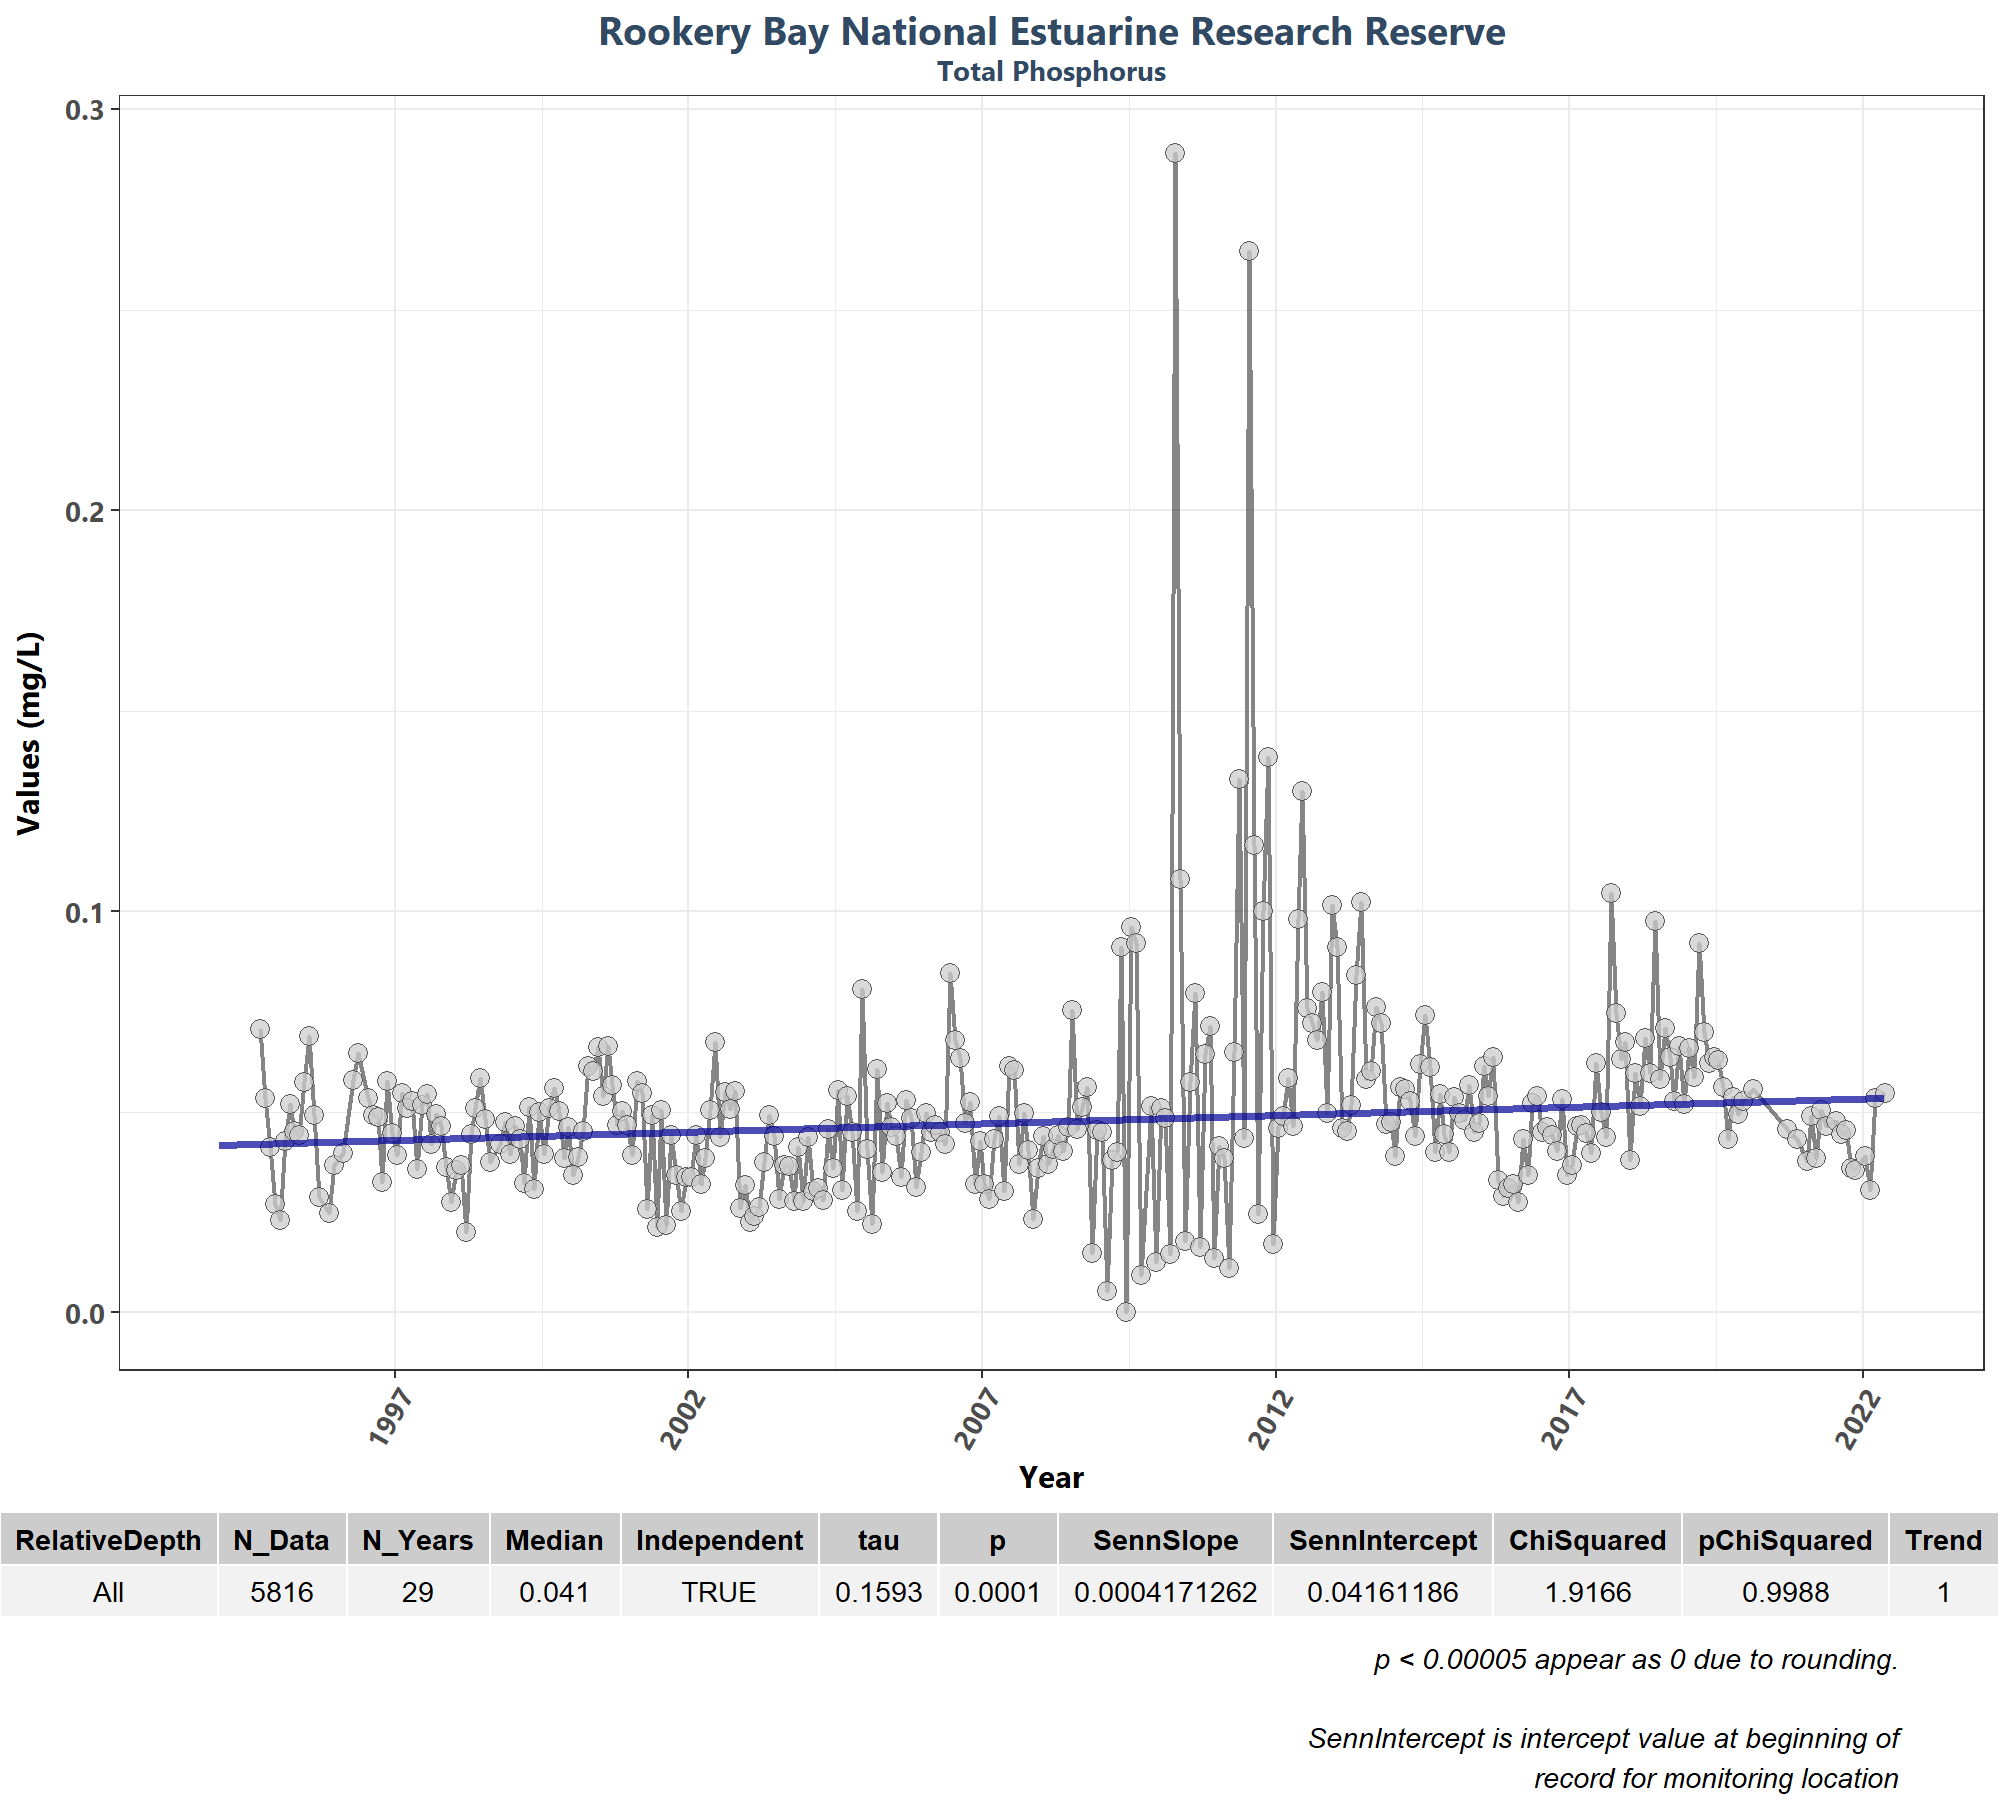 Rookery Bay National Estuarine Research Reserve
Total Phosphorus
0.3
0.2
0.1
0.0
Values (mg/L)
1997
2002
2007
2012
2017
2022
Year
RelativeDepth N_Data N_Years Median Independent tau p SennSlope SennIntercept ChiSquared pChiSquared Trend
All 5816 29 0.041 TRUE 0.1593 0.0001 0.0004171262 0.04161186 1.9166 0.9988 1
p < 0.00005 appear as 0 due to rounding.
SennIntercept is intercept value at beginning of
record for monitoring location